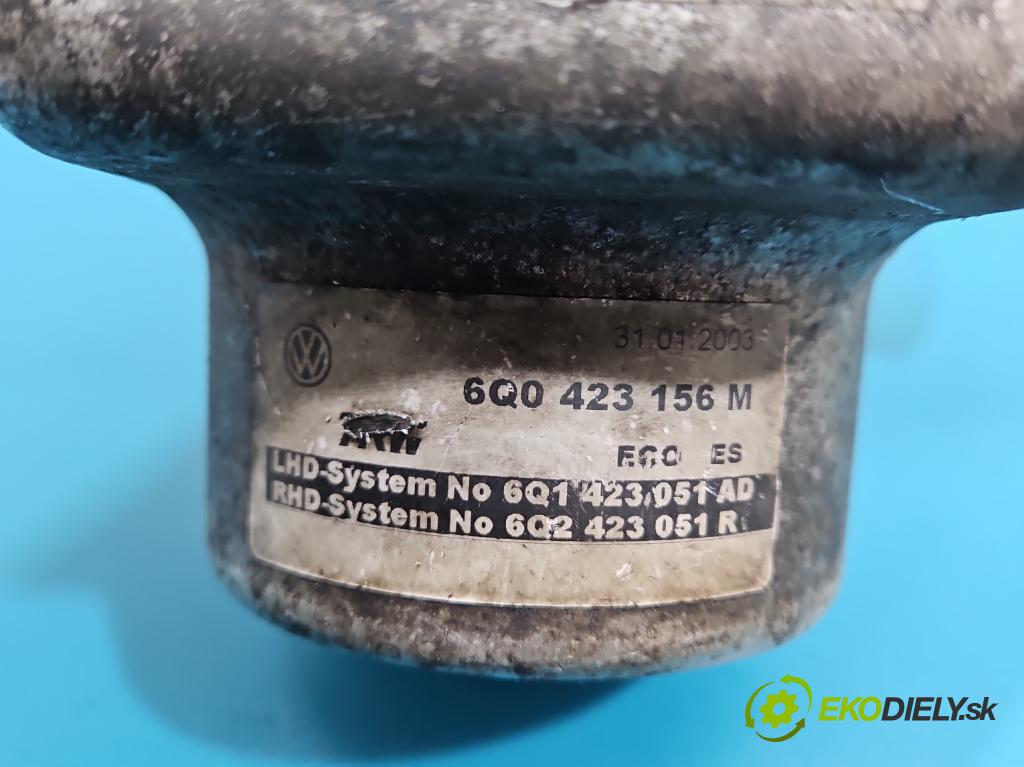 31.01.2003
6Q0 423 156 M
TRW
ES
LHD-System No 6Q1 423 051 AD
RHD-System No 6Q2 423 051 R
EKODIELY.sk